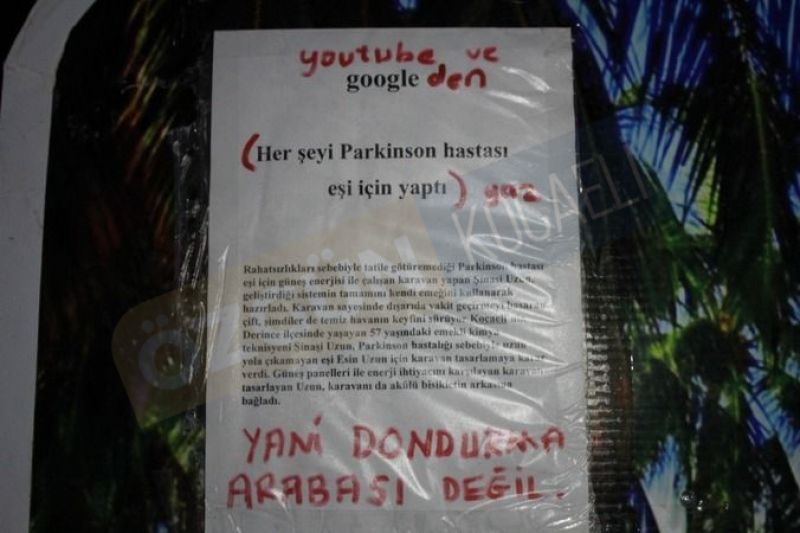 youtube ve
google den
(Her şeyi Parkinson hastası
eşi için yaptı) yaz
Rahatsızlıkları sebebiyle tatile götüremediği Parkinson hastası
eşi için güneş enerjisi ile çalışan karavan yapan Şinasi Uzun,
geliştirdiği sistemin tamamını kendi emeğini kullanarak
hazırladı. Karavan sayesinde dışarıda vakit geçirmeyi başaran
çift, şimdiler de temiz havanın keyfini sürüyor. Kocaeli'nin
Derince ilçesinde yaşayan 57 yaşındaki emekli kimya
teknisyeni Şinasi Uzun, Parkinson hastalığı sebebiyle uzun
yola çıkamayan eşi Esin Uzun için karavan tasarlamaya karar
verdi. Güneş panelleri ile enerji ihtiyacını karşılayan karavan
tasarlayan Uzun, karavanı da akülü bisikletin arkasına
bağladı.
YANİ DONDURMA
ARABASI DEĞİL.
KOCAELİ